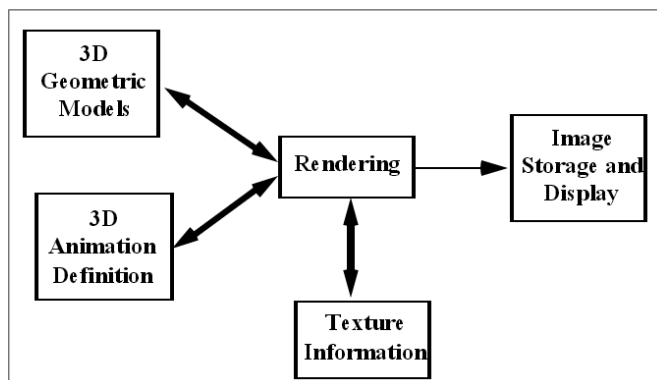 3D
Geometric
Models
3D
Animation
Definition
Rendering
Texture
Information
Image
Storage and
Display